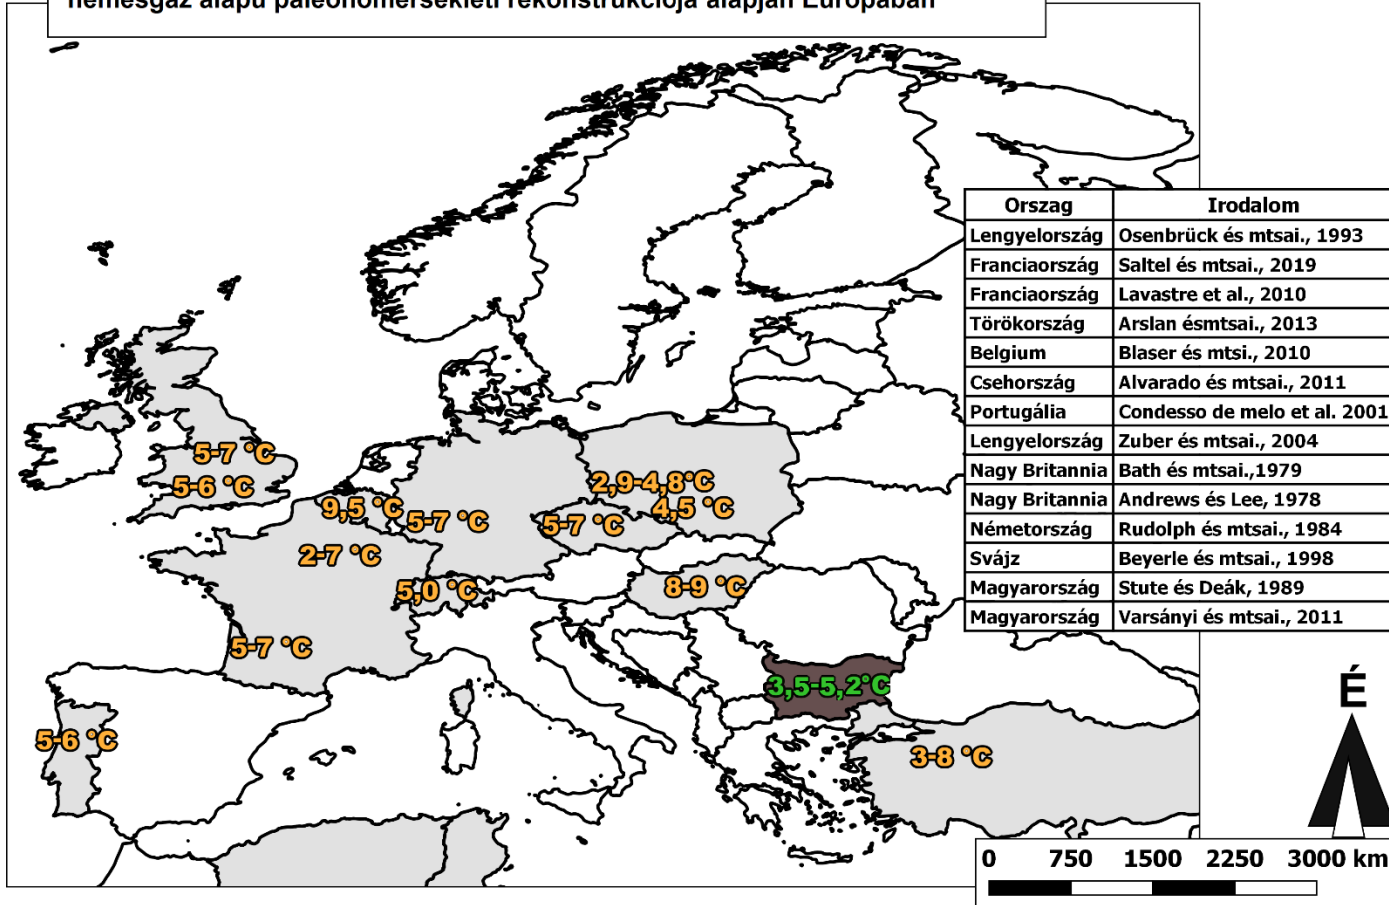 nemesgáz alapú paleohőmérsékleti rekonstrukciója alapján Európában
Orszag Irodalom
Lengyelország Osenbrück és mtsai., 1993
Franciaország Saltel és mtsai., 2019
Franciaország Lavastre et al., 2010
Törökország Arslan ésmtsai., 2013
Belgium Blaser és mtsi., 2010
Csehország Alvarado és mtsai., 2011
Portugália Condesso de melo et al. 2001
Lengyelország Zuber és mtsai., 2004
Nagy Britannia Bath és mtsai.,1979
Nagy Britannia Andrews és Lee, 1978
Németország Rudolph és mtsai., 1984
Svájz Beyerle és mtsai., 1998
Magyarország Stute és Deák, 1989
Magyarország Varsányi és mtsai., 2011
5-7 °C
5-6 °C
2,9-4,8°C
9,5 °C
5-7 °C
5-7 °C
4,5 °C
2-7 °C
5,0 °C
8-9 °C
5-7 °C
3,5-5,2°C
5-6 °C
3-8 °C
É
0 750 1500 2250 3000 km